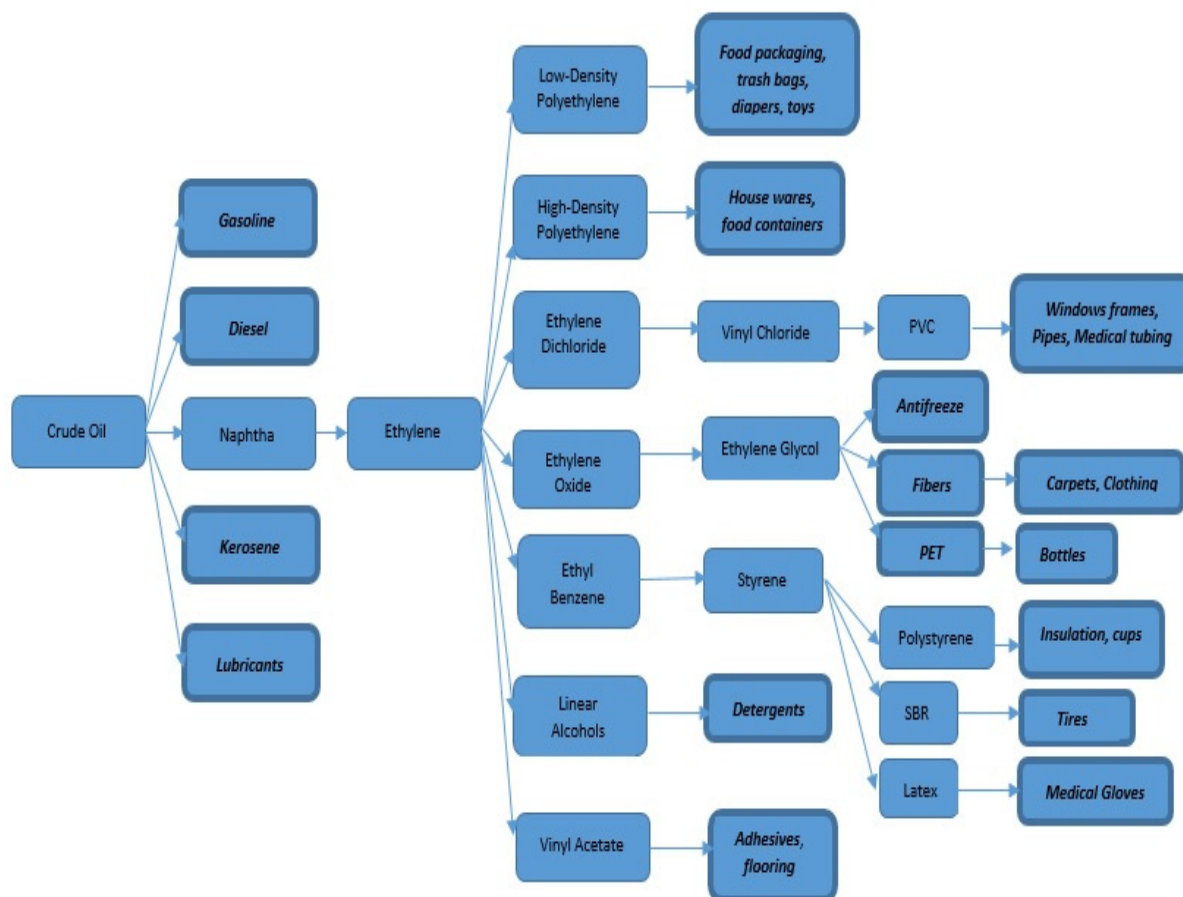 Food packaging,
trash bags,
diapers, toys
Low-Density
Polyethylene
House wares,
food containers
High-Density
Polyethylene
Gasoline
Windows frames,
Pipes, Medical tubing
Ethylene
Dichloride
Vinyl Chloride
PVC
Diesel
Antifreeze
Crude Oil
Naphtha
Ethylene
Ethylene
Oxide
Ethylene Glycol
Fibers
Carpets, Clothing
PET
Bottles
Kerosene
Ethyl
Benzene
Styrene
Polystyrene
Insulation, cups
Lubricants
Linear
Alcohols
Detergents
SBR
Tires
Latex
Medical Gloves
Vinyl Acetate
Adhesives,
flooring